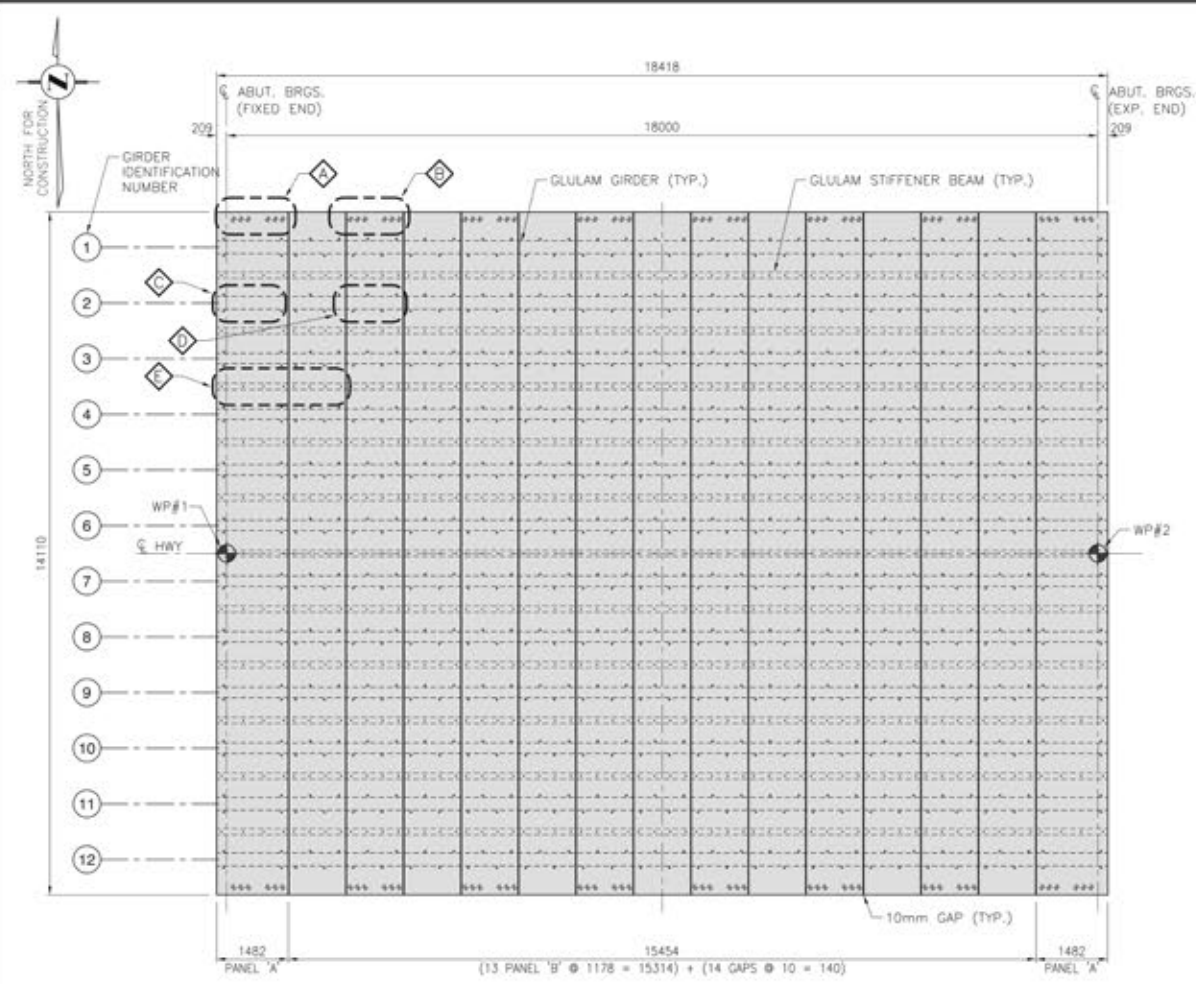 18418
℄ ABUT. BRGS.
(FIXED END)
℄ ABUT. BRGS.
(EXP. END)
209
18000
209
N
NORTH FOR
CONSTRUCTION
GIRDER
IDENTIFICATION
NUMBER
A
B
GLULAM GIRDER (TYP.)
GLULAM STIFFENER BEAM (TYP.)
1
C
2
D
3
E
4
5
WP#1
6
℄ HWY
WP#2
14110
7
8
9
10
11
12
10mm GAP (TYP.)
1482
15454
1482
PANEL 'A'
(13 PANEL 'B' @ 1178 = 15314) + (14 GAPS @ 10 = 140)
PANEL 'A'